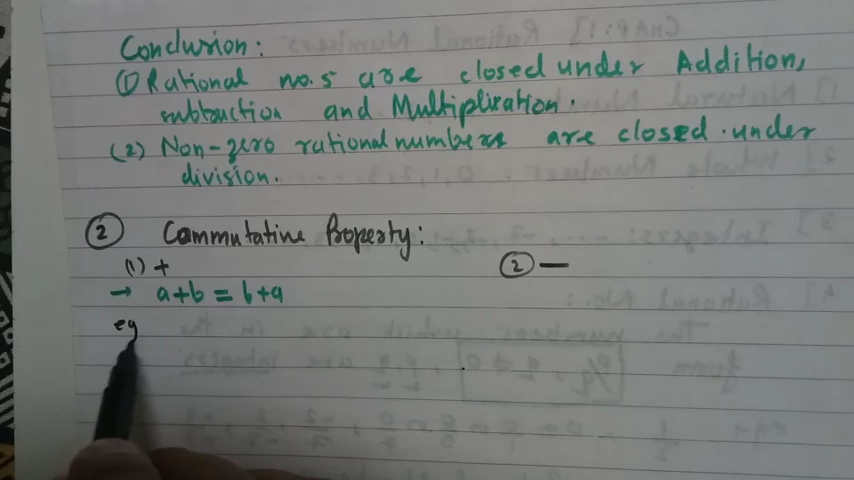 Conclusion:
(1) Rational no.s are closed under Addition,
subtraction and Multiplication.
(2) Non-zero rational numbers are closed under
division.
(2) Commutative Property:
(1) +
(2) —
→ a+b = b+a
eg